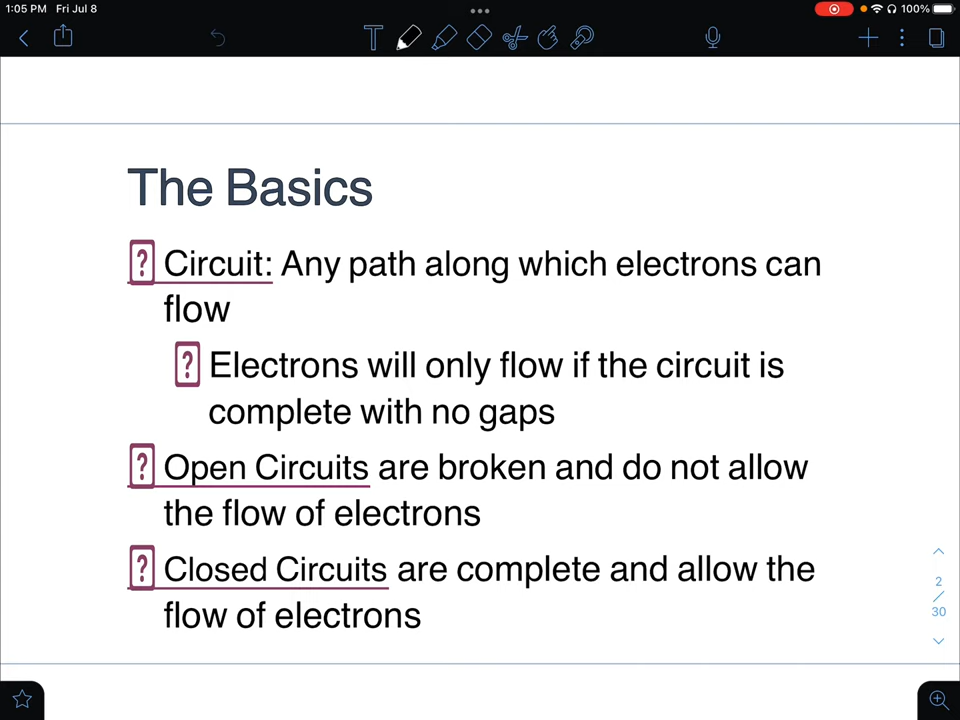 1:05 PM Fri Jul 8
100%
The Basics
? Circuit: Any path along which electrons can
flow
? Electrons will only flow if the circuit is
complete with no gaps
? Open Circuits are broken and do not allow
the flow of electrons
? Closed Circuits are complete and allow the
flow of electrons
2
/
30